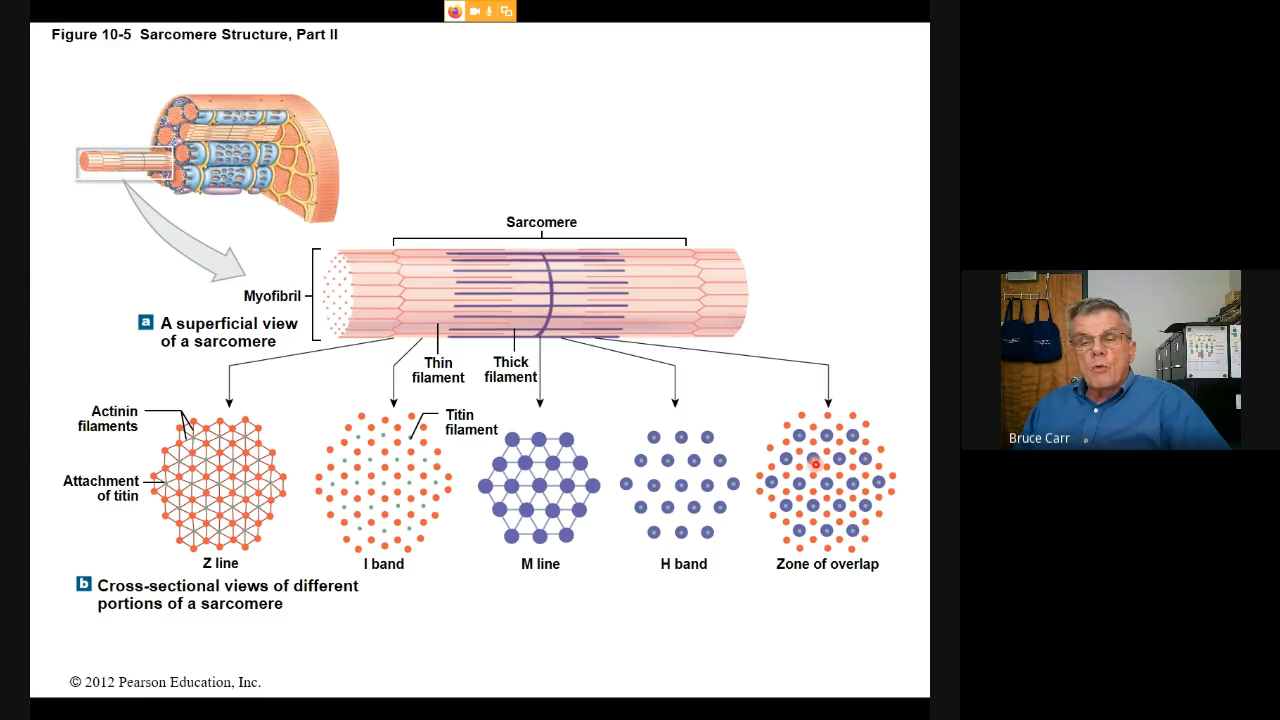 Figure 10-5 Sarcomere Structure, Part II
Sarcomere
Myofibril
a A superficial view
of a sarcomere
Thin
filament
Thick
filament
Actinin
filaments
Titin
filament
Attachment
of titin
Z line
I band
M line
H band
Zone of overlap
b Cross-sectional views of different
portions of a sarcomere
© 2012 Pearson Education, Inc.
Bruce Carr